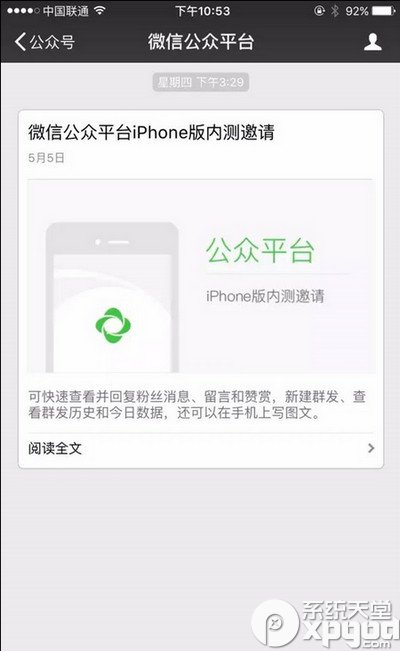 中国联通 下午10:53 92%
公众号 微信公众平台
星期四 下午3:29
微信公众平台iPhone版内测邀请
5月5日
公众平台
iPhone版内测邀请
可快速查看并回复粉丝消息、留言和赞赏，新建群发、查
看群发历史和今日数据，还可以在手机上写图文。
阅读全文
系统天堂